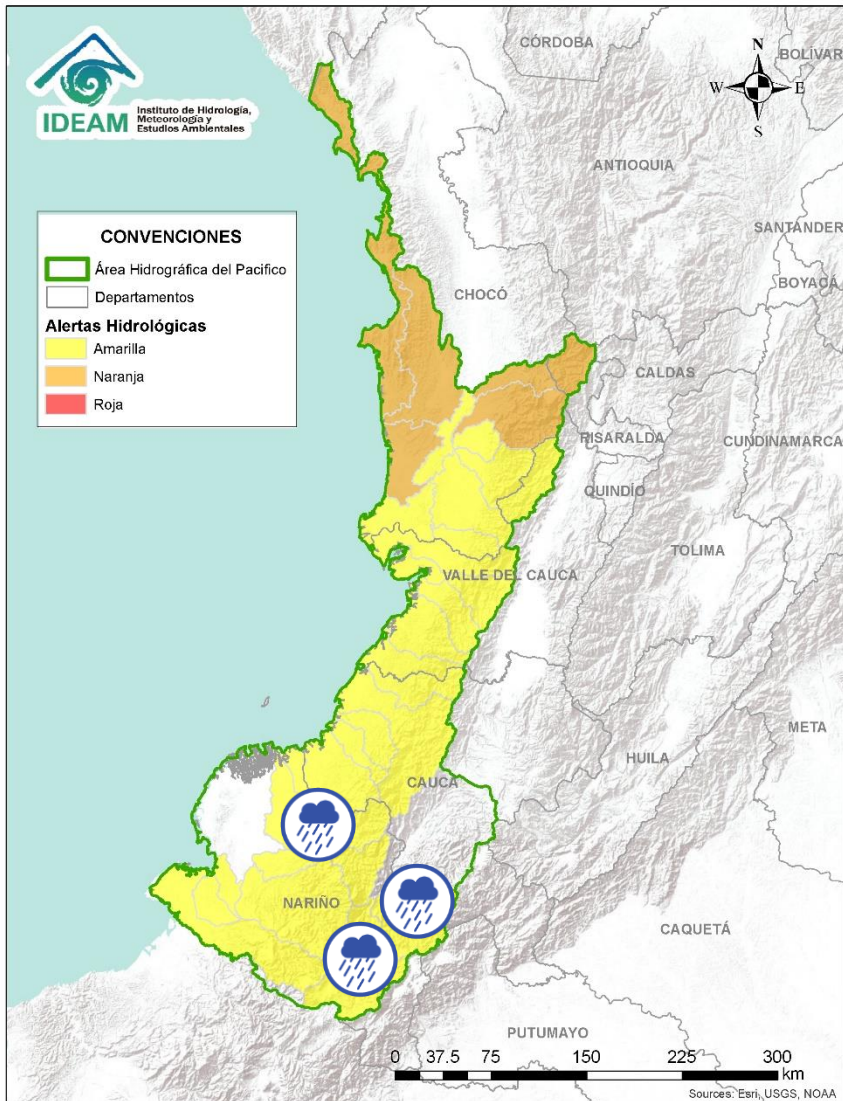 IDEAM
Instituto de Hidrología,
Meteorología y
Estudios Ambientales
CÓRDOBA
BOLÍVAR
N
W
E
S
ANTIOQUIA
SANTANDER
BOYACÁ
CONVENCIONES
Área Hidrográfica del Pacifico
Departamentos
Alertas Hidrológicas
Amarilla
Naranja
Roja
CHOCÓ
CALDAS
RISARALDA
CUNDINAMARCA
QUINDÍO
TOLIMA
VALLE DEL CAUCA
META
HUILA
CAUCA
NARIÑO
CAQUETÁ
PUTUMAYO
0 37.5 75 150 225 300
km
Sources: Esri, USGS, NOAA